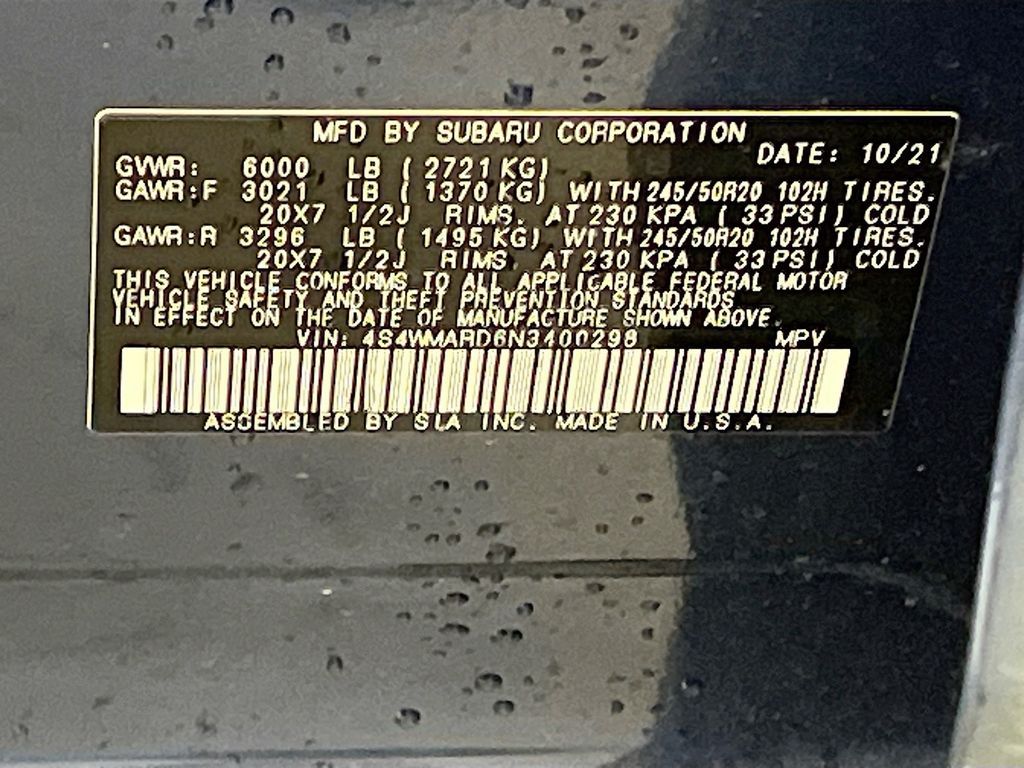 MFD BY SUBARU CORPORATION
DATE: 10/21
GVWR: 6000 LB ( 2721 KG)
GAWR:F 3021 LB ( 1370 KG) WITH 245/50R20 102H TIRES.
20X7 1/2J RIMS. AT 230 KPA ( 33 PSI) COLD
GAWR:R 3296 LB ( 1495 KG) WITH 245/50R20 102H TIRES.
20X7 1/2J RIMS. AT 230 KPA ( 33 PSI) COLD
THIS VEHICLE CONFORMS TO ALL APPLICABLE FEDERAL MOTOR
VEHICLE SAFETY AND THEFT PREVENTION STANDARDS
IN EFFECT ON THE DATE OF MANUFACTURE SHOWN ABOVE.
VIN: 4S4WMARD6N3400298 MPV
ASSEMBLED BY SIA INC. MADE IN U.S.A.